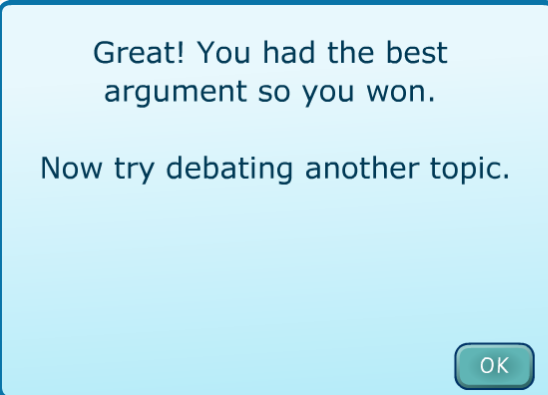 Great! You had the best
argument so you won.
Now try debating another topic.
OK